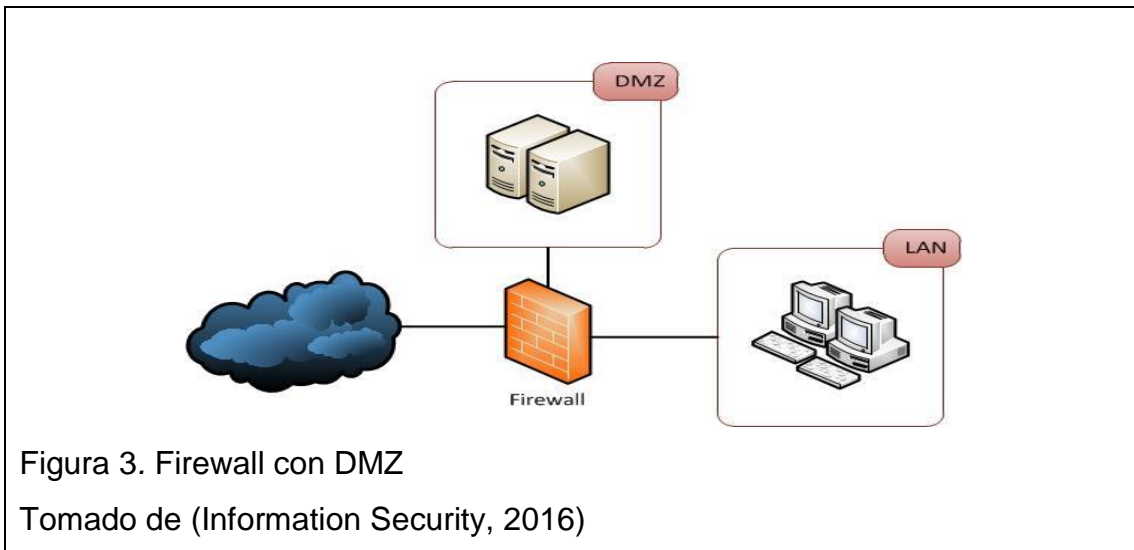 DMZ
LAN
Firewall
Figura 3. Firewall con DMZ
Tomado de (Information Security, 2016)